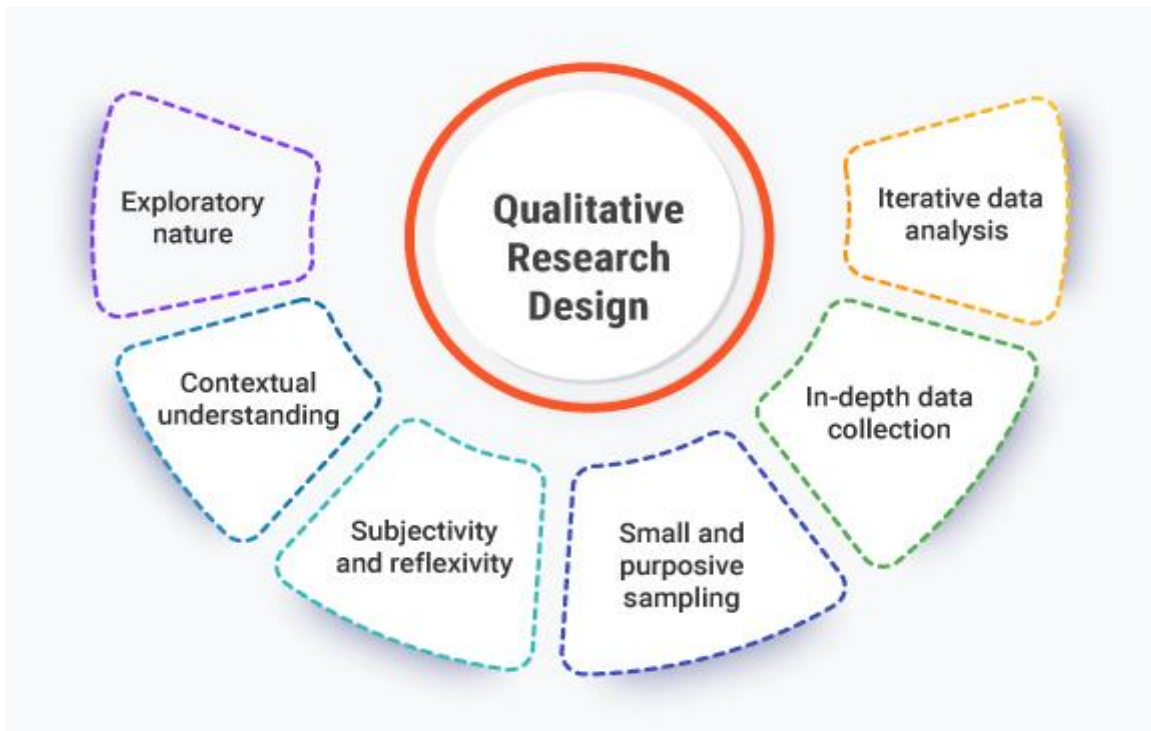 Qualitative
Research
Design
Exploratory
nature
Contextual
understanding
Subjectivity
and reflexivity
Small and
purposive
sampling
In-depth data
collection
Iterative data
analysis